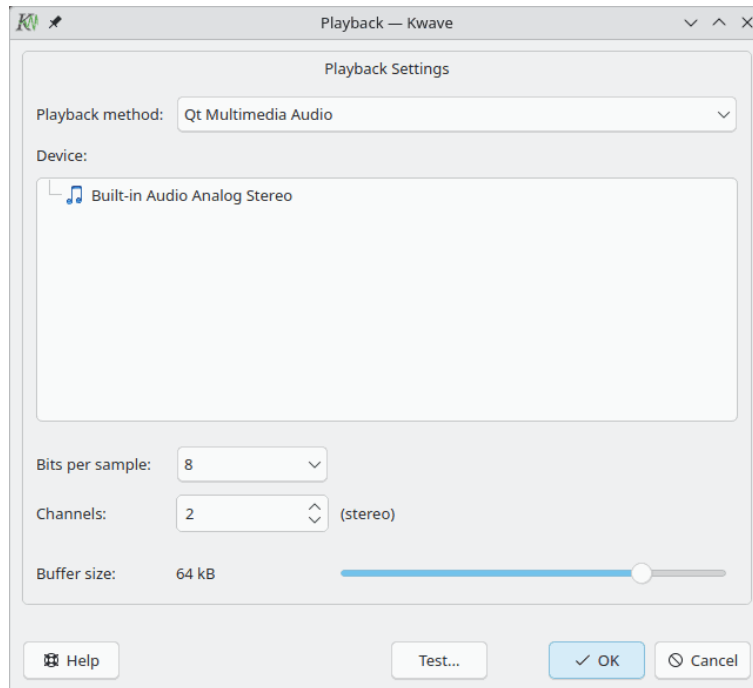 Playback — Kwave
Playback Settings
Playback method: Qt Multimedia Audio
Device:
Built-in Audio Analog Stereo
Bits per sample: 8
Channels: 2 (stereo)
Buffer size: 64 kB
Help Test... OK Cancel